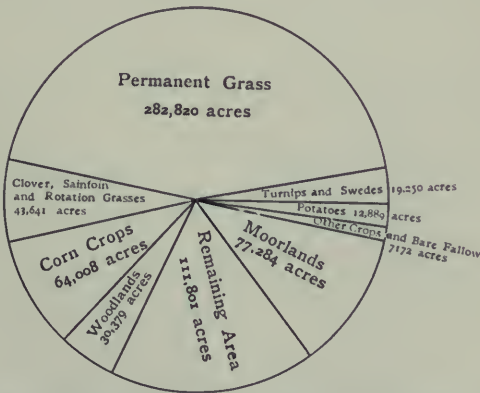 Permanent Grass
282,820 acres
Clover, Sainfoin
and Rotation Grasses
43,641 acres
Turnips and Swedes 19,250 acres
Potatoes 12,889 acres
Other Crops and Bare Fallow
7172 acres
Corn Crops
64,008 acres
Woodlands
30,379 acres
Remaining Area
111,801 acres
Moorlands
77,284 acres